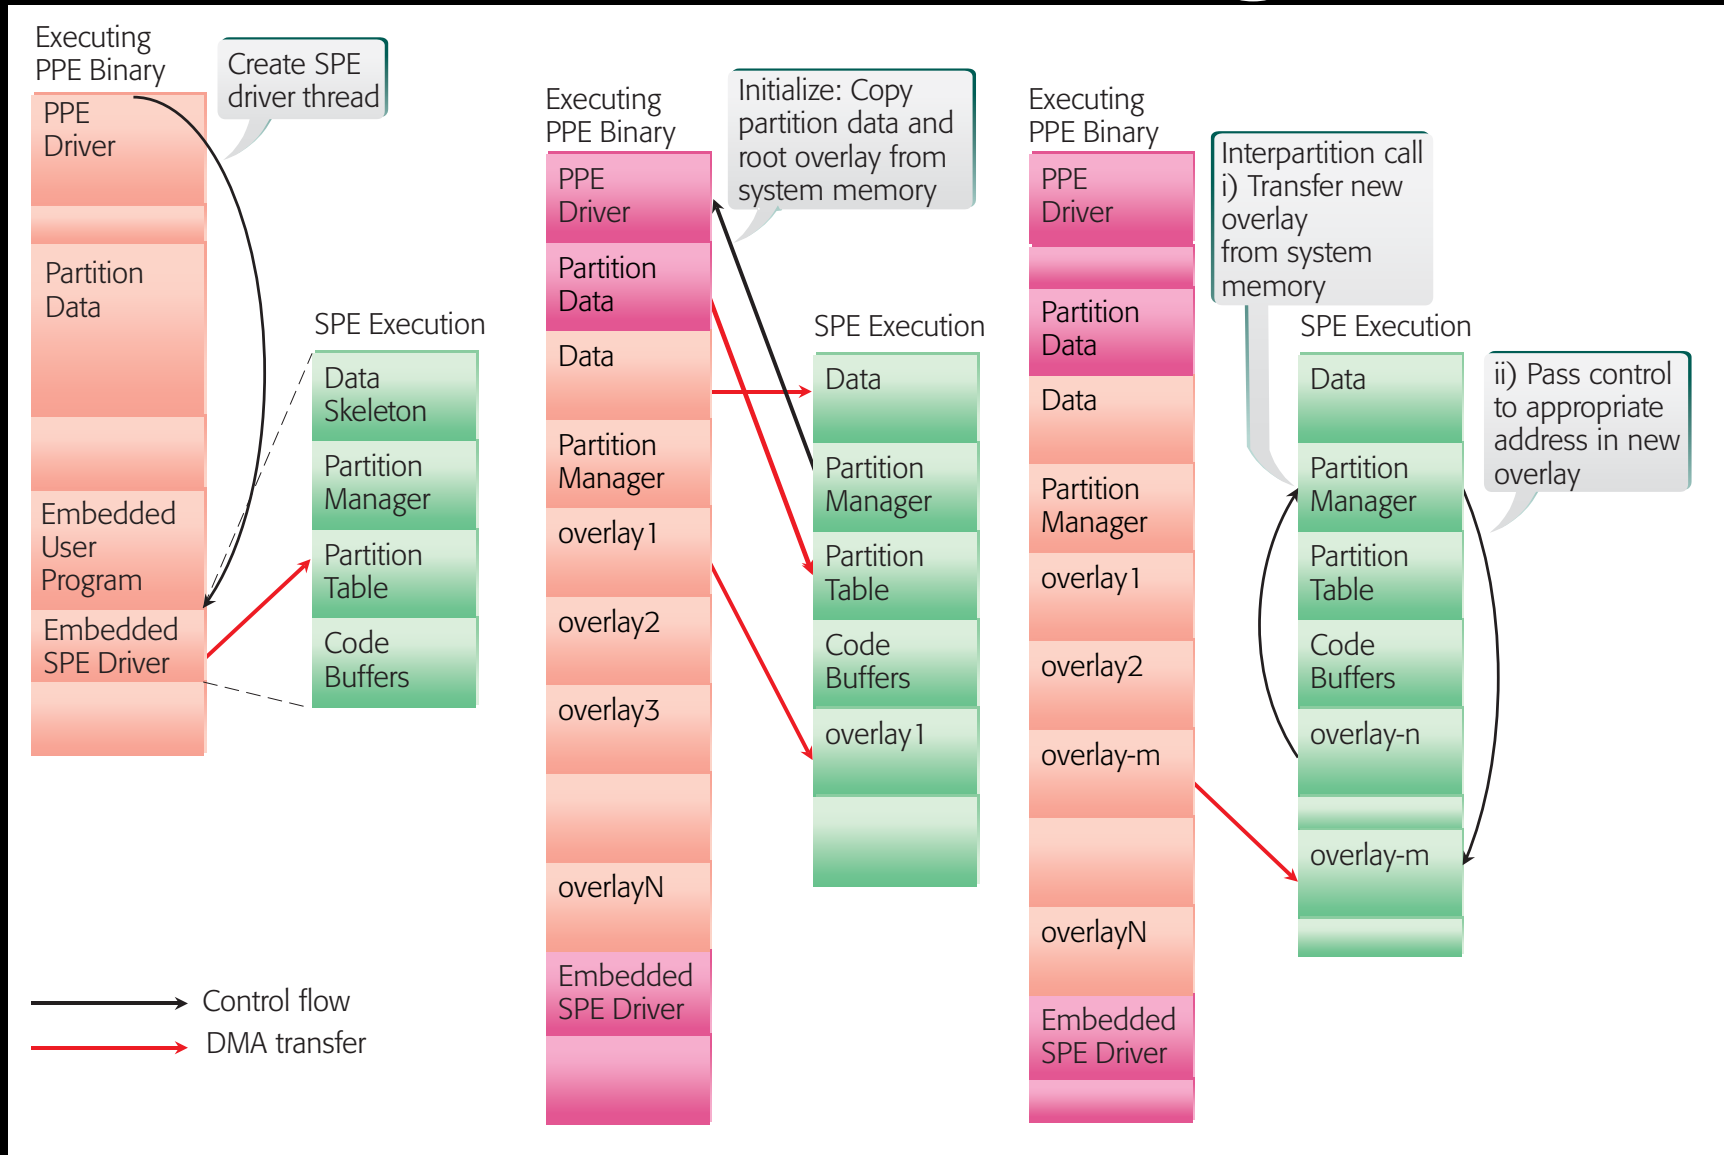 Executing
PPE Binary
Create SPE
driver thread
PPE
Driver
Partition
Data
Embedded
User
Program
Embedded
SPE Driver
SPE Execution
Data
Skeleton
Partition
Manager
Partition
Table
Code
Buffers
Control flow
DMA transfer
Executing
PPE Binary
Initialize: Copy
partition data and
root overlay from
system memory
PPE
Driver
Partition
Data
Data
Partition
Manager
overlay1
overlay2
overlay3
overlayN
Embedded
SPE Driver
SPE Execution
Data
Partition
Manager
Partition
Table
Code
Buffers
overlay1
Executing
PPE Binary
Interpartition call
i) Transfer new
overlay
from system
memory
PPE
Driver
Partition
Data
Data
Partition
Manager
overlay1
overlay2
overlay-m
overlayN
Embedded
SPE Driver
SPE Execution
Data
Partition
Manager
Partition
Table
Code
Buffers
overlay-n
overlay-m
ii) Pass control
to appropriate
address in new
overlay